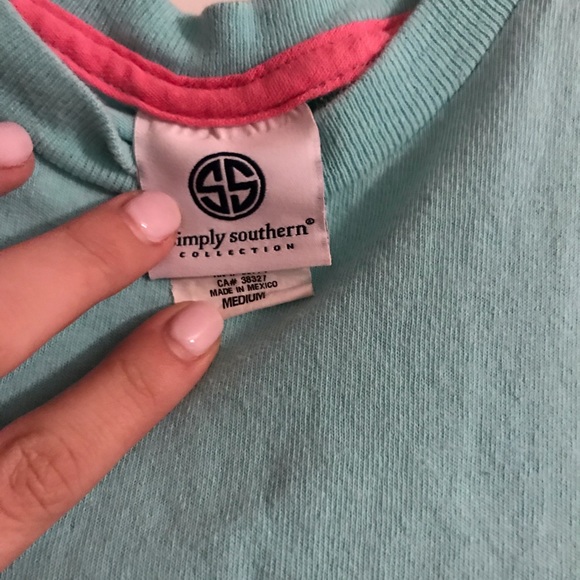 SS
simply southern®
COLLECTION
CA# 38327
MADE IN MEXICO
MEDIUM